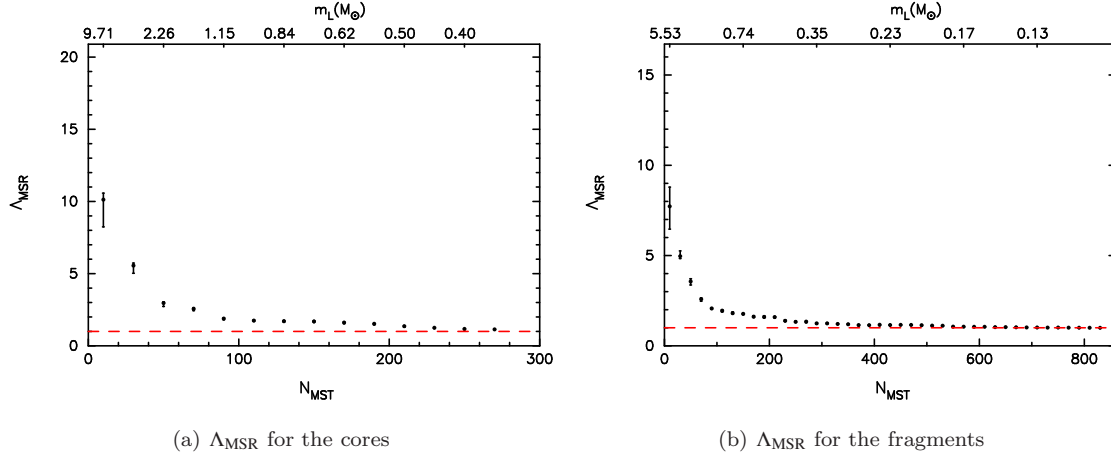 m_L(M_⊙)
9.71 2.26 1.15 0.84 0.62 0.50 0.40
20
15
10
5
0
Λ_MSR
0 100 200 300
N_MST
(a) Λ_MSR for the cores
m_L(M_⊙)
5.53 0.74 0.35 0.23 0.17 0.13
15
10
5
0
Λ_MSR
0 200 400 600 800
N_MST
(b) Λ_MSR for the fragments